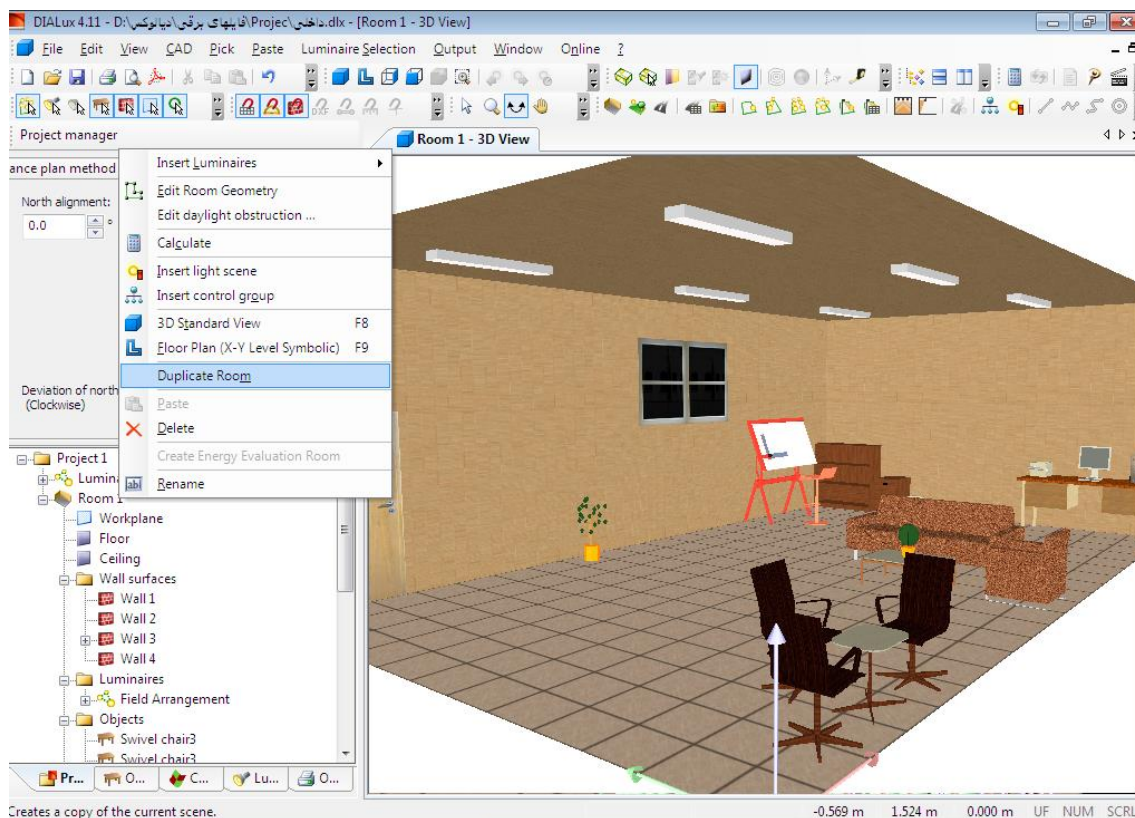 DIALux 4.11 - D:\فایلهای برقی\دیالوکس\Projec\داخلی.dlx - [Room 1 - 3D View]
File Edit View CAD Pick Paste Luminaire Selection Output Window Online ?
Project manager
Room 1 - 3D View
ance plan method
North alignment:
0.0 °
Deviation of north
(Clockwise)
Insert Luminaires
Edit Room Geometry
Edit daylight obstruction ...
Calculate
Insert light scene
Insert control group
3D Standard View F8
Floor Plan (X-Y Level Symbolic) F9
Duplicate Room
Paste
Delete
Create Energy Evaluation Room
Rename
Project 1
Lumina
Room 1
Workplane
Floor
Ceiling
Wall surfaces
Wall 1
Wall 2
Wall 3
Wall 4
Luminaires
Field Arrangement
Objects
Swivel chair3
Swivel chair3
Pr... O... C... Lu... O...
Creates a copy of the current scene. -0.569 m 1.524 m 0.000 m UF NUM SCRL